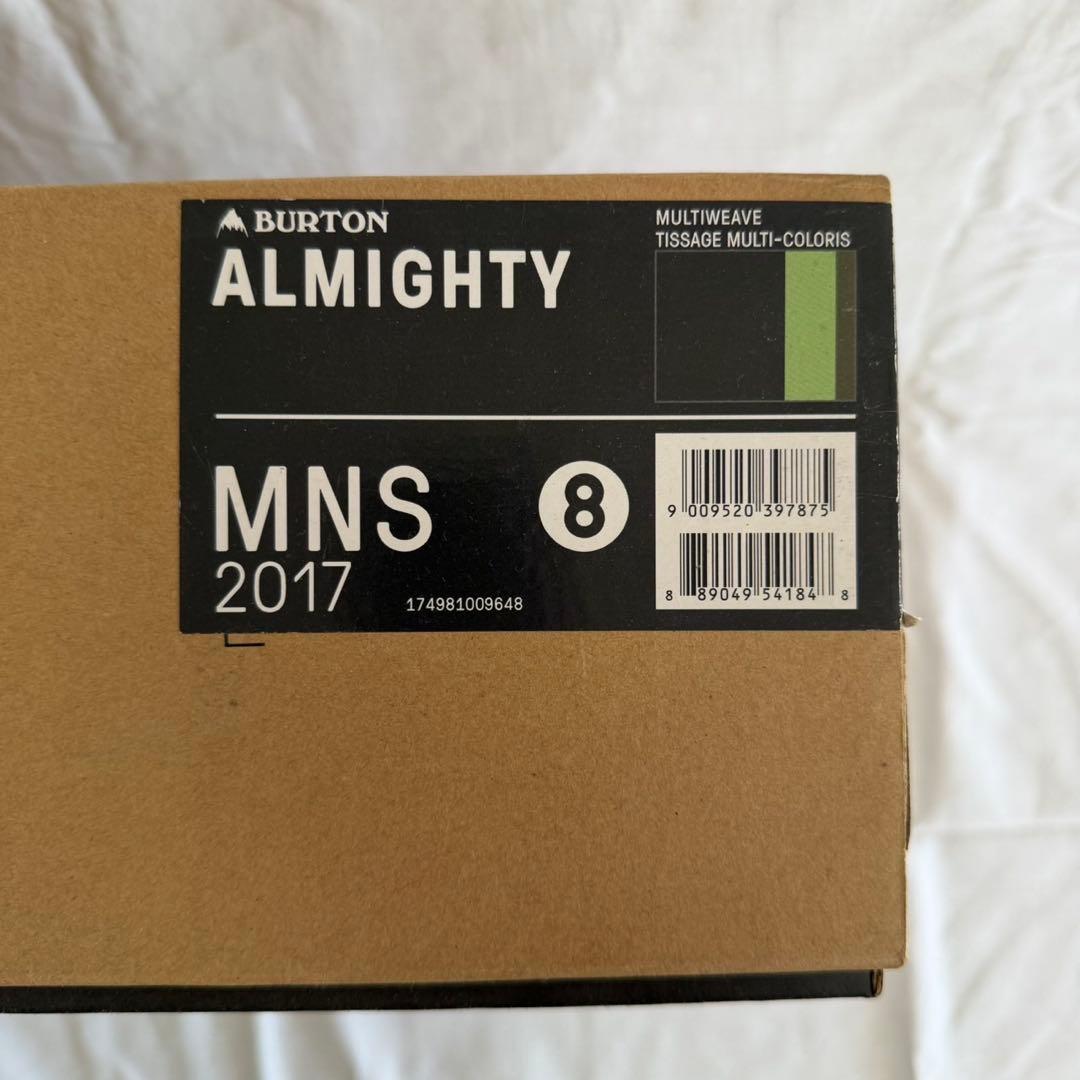 BURTON
ALMIGHTY
MULTIWEAVE
TISSAGE MULTI-COLORIS
MNS
8
2017
174981009648
9 009520 397875
8 89049 54184 8